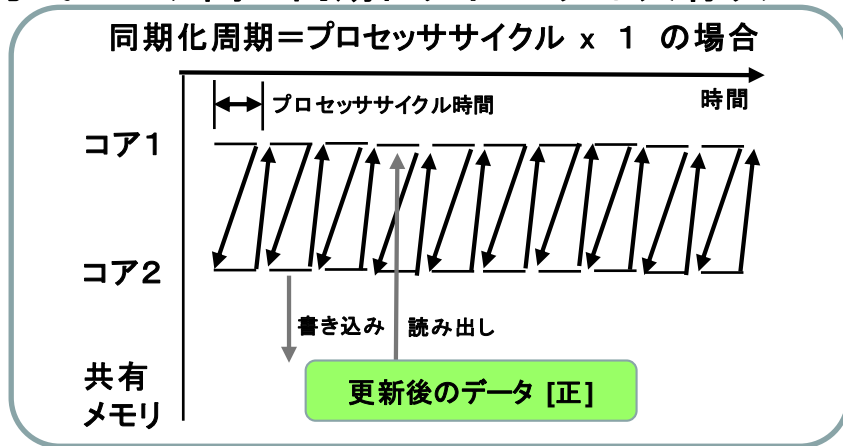 同期化周期＝プロセッササイクル x 1 の場合
プロセッササイクル時間
時間
コア1
コア2
書き込み
読み出し
共有
メモリ
更新後のデータ [正]